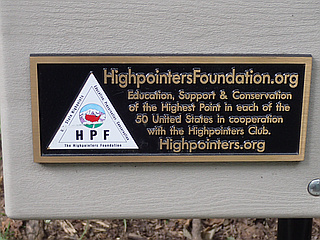 HighpointersFoundation.org
Education, Support & Conservation
of the Highest Point in each of the
50 United States in cooperation
with the Highpointers Club.
Highpointers.org
HPF
The Highpointers Foundation